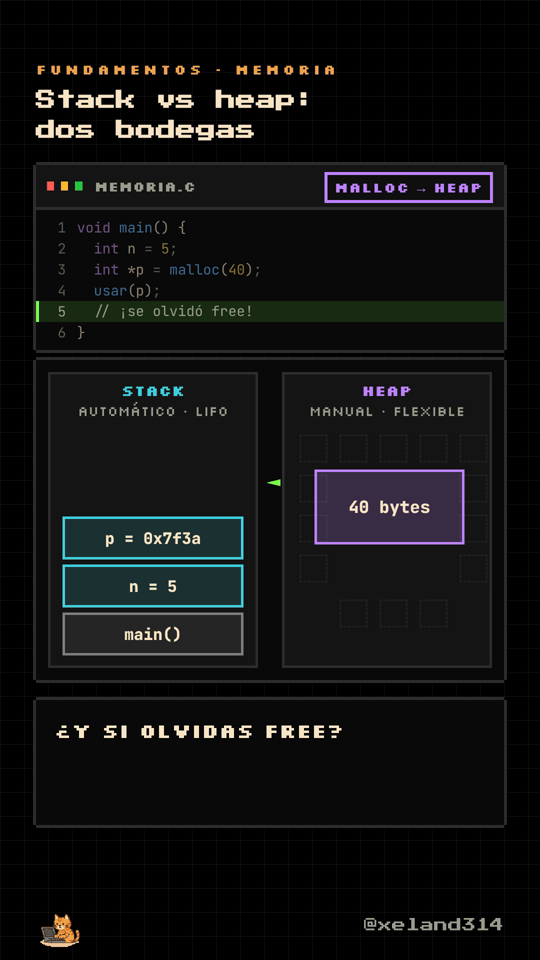 FUNDAMENTOS · MEMORIA
Stack vs heap:
dos bodegas
MEMORIA.C
MALLOC → HEAP
1 void main() {
2 int n = 5;
3 int *p = malloc(40);
4 usar(p);
5 // ¡se olvidó free!
6 }
STACK
AUTOMÁTICO · LIFO
p = 0x7f3a
n = 5
main()
HEAP
MANUAL · FLEXIBLE
40 bytes
¿Y SI OLVIDAS FREE?
@xeland314